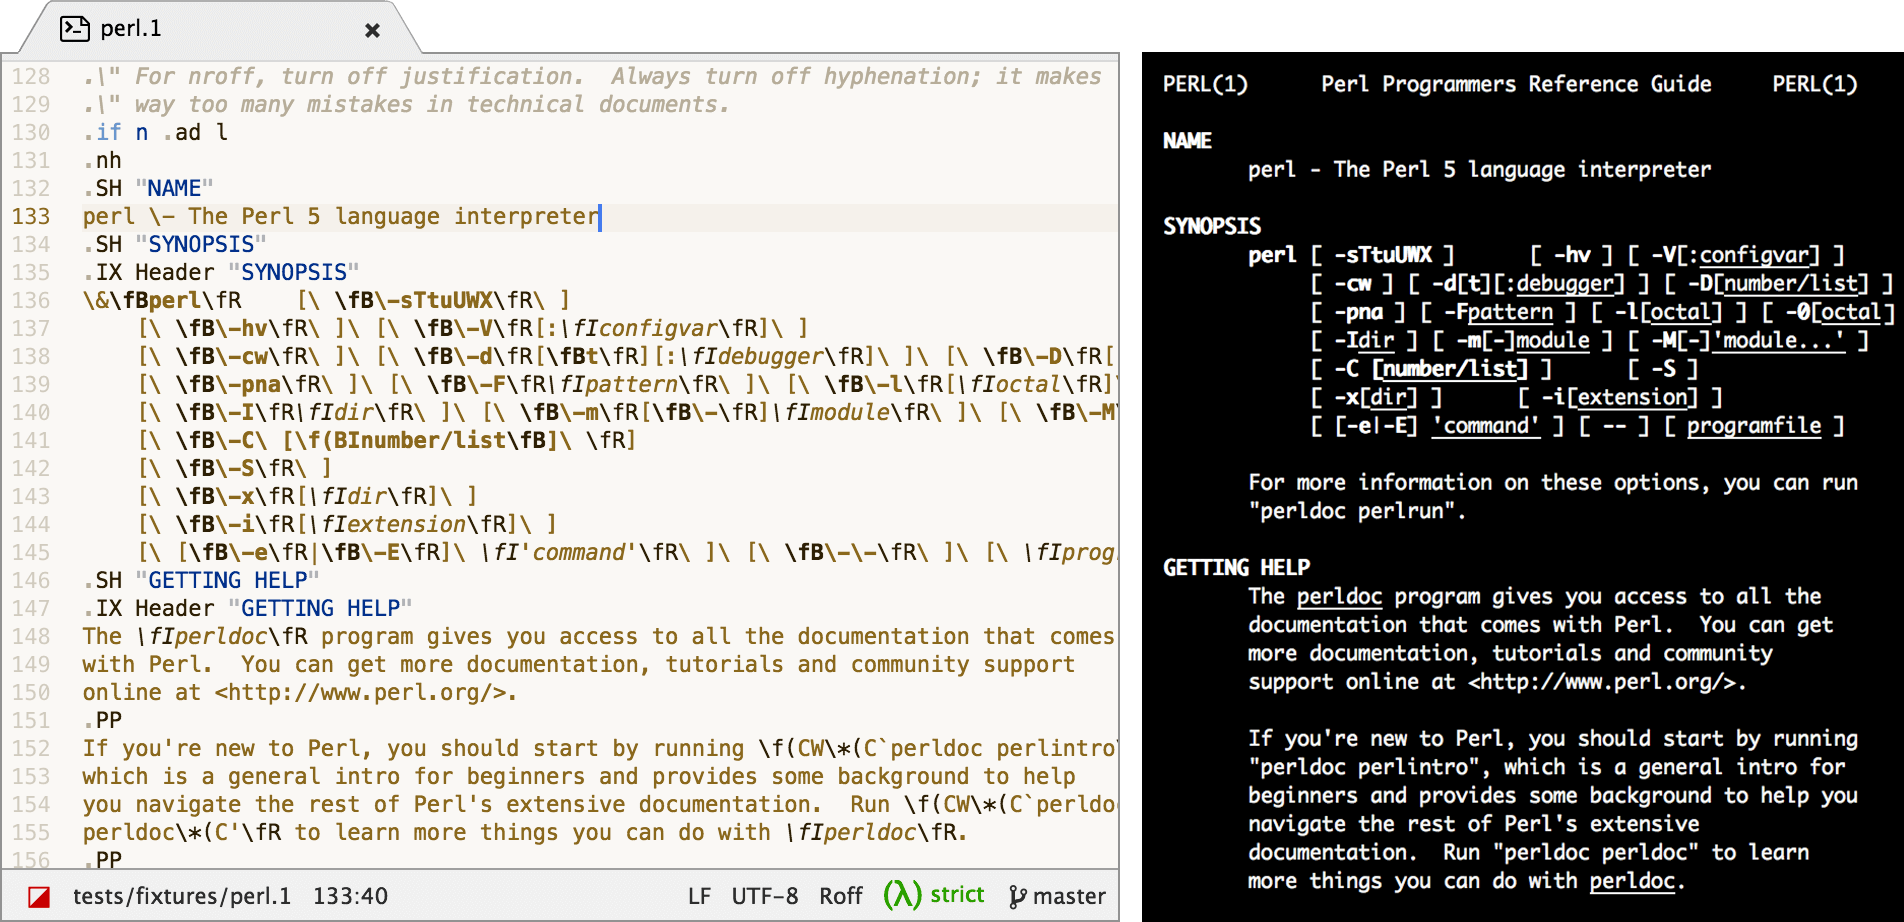 perl.1
128 .\" For nroff, turn off justification.  Always turn off hyphenation; it makes
129 .\" way too many mistakes in technical documents.
130 .if n .ad l
131 .nh
132 .SH "NAME"
133 perl \- The Perl 5 language interpreter
134 .SH "SYNOPSIS"
135 .IX Header "SYNOPSIS"
136 \&\fBperl\fR    [\ \fB\-sTtuUWX\fR\ ]
137     [\ \fB\-hv\fR\ ]\ [\ \fB\-V\fR[:\fIconfigvar\fR]\ ]
138     [\ \fB\-cw\fR\ ]\ [\ \fB\-d\fR[\fBt\fR][:\fIdebugger\fR]\ ]\ [\ \fB\-D\fR[
139     [\ \fB\-pna\fR\ ]\ [\ \fB\-F\fR\fIpattern\fR\ ]\ [\ \fB\-l\fR[\fIoctal\fR]\
140     [\ \fB\-I\fR\fIdir\fR\ ]\ [\ \fB\-m\fR[\fB\-\fR]\fImodule\fR\ ]\ [\ \fB\-M\
141     [\ \fB\-C\ [\f(BInumber/list\fB]\ \fR]
142     [\ \fB\-S\fR\ ]
143     [\ \fB\-x\fR[\fIdir\fR]\ ]
144     [\ \fB\-i\fR[\fIextension\fR]\ ]
145     [\ [\fB\-e\fR|\fB\-E\fR]\ \fI'command'\fR\ ]\ [\ \fB\-\-\fR\ ]\ [\ \fIprog
146 .SH "GETTING HELP"
147 .IX Header "GETTING HELP"
148 The \fIperldoc\fR program gives you access to all the documentation that comes
149 with Perl.  You can get more documentation, tutorials and community support
150 online at <http://www.perl.org/>.
151 .PP
152 If you're new to Perl, you should start by running \f(CW\*(C`perldoc perlintro\
153 which is a general intro for beginners and provides some background to help
154 you navigate the rest of Perl's extensive documentation.  Run \f(CW\*(C`perldo
155 perldoc\*(C'\fR to learn more things you can do with \fIperldoc\fR.
156 .PP
tests/fixtures/perl.1 133:40 LF UTF-8 Roff (λ) strict master
PERL(1) Perl Programmers Reference Guide PERL(1)
NAME
perl - The Perl 5 language interpreter
SYNOPSIS
perl [ -sTtuUWX ] [ -hv ] [ -V[:configvar] ]
[ -cw ] [ -d[t][:debugger] ] [ -D[number/list] ]
[ -pna ] [ -Fpattern ] [ -l[octal] ] [ -0[octal]
[ -Idir ] [ -m[-]module ] [ -M[-]'module...' ]
[ -C [number/list] ] [ -S ]
[ -x[dir] ] [ -i[extension] ]
[ [-e|-E] 'command' ] [ -- ] [ programfile ]
For more information on these options, you can run
"perldoc perlrun".
GETTING HELP
The perldoc program gives you access to all the
documentation that comes with Perl.  You can get
more documentation, tutorials and community
support online at <http://www.perl.org/>.
If you're new to Perl, you should start by running
"perldoc perlintro", which is a general intro for
beginners and provides some background to help you
navigate the rest of Perl's extensive
documentation.  Run "perldoc perldoc" to learn
more things you can do with perldoc.